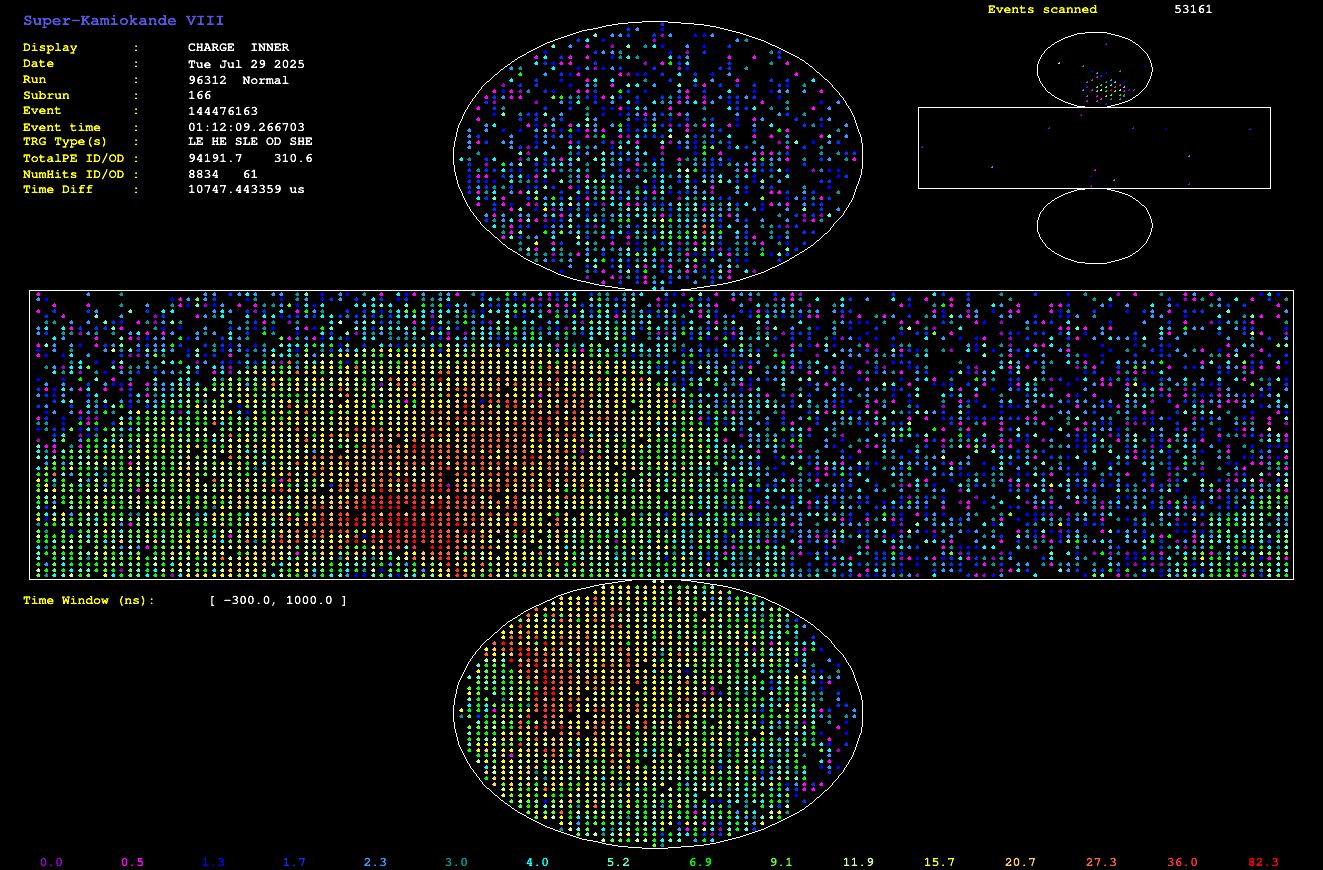 Super-Kamiokande VIII
Events scanned 53161
Display : CHARGE INNER
Date : Tue Jul 29 2025
Run : 96312 Normal
Subrun : 166
Event : 144476163
Event time : 01:12:09.266703
TRG Type(s) : LE HE SLE OD SHE
TotalPE ID/OD : 94191.7 310.6
NumHits ID/OD : 8834 61
Time Diff : 10747.443359 us
Time Window (ns): [ -300.0, 1000.0 ]
0.0 0.5 1.3 1.7 2.3 3.0 4.0 5.2 6.9 9.1 11.9 15.7 20.7 27.3 36.0 82.3